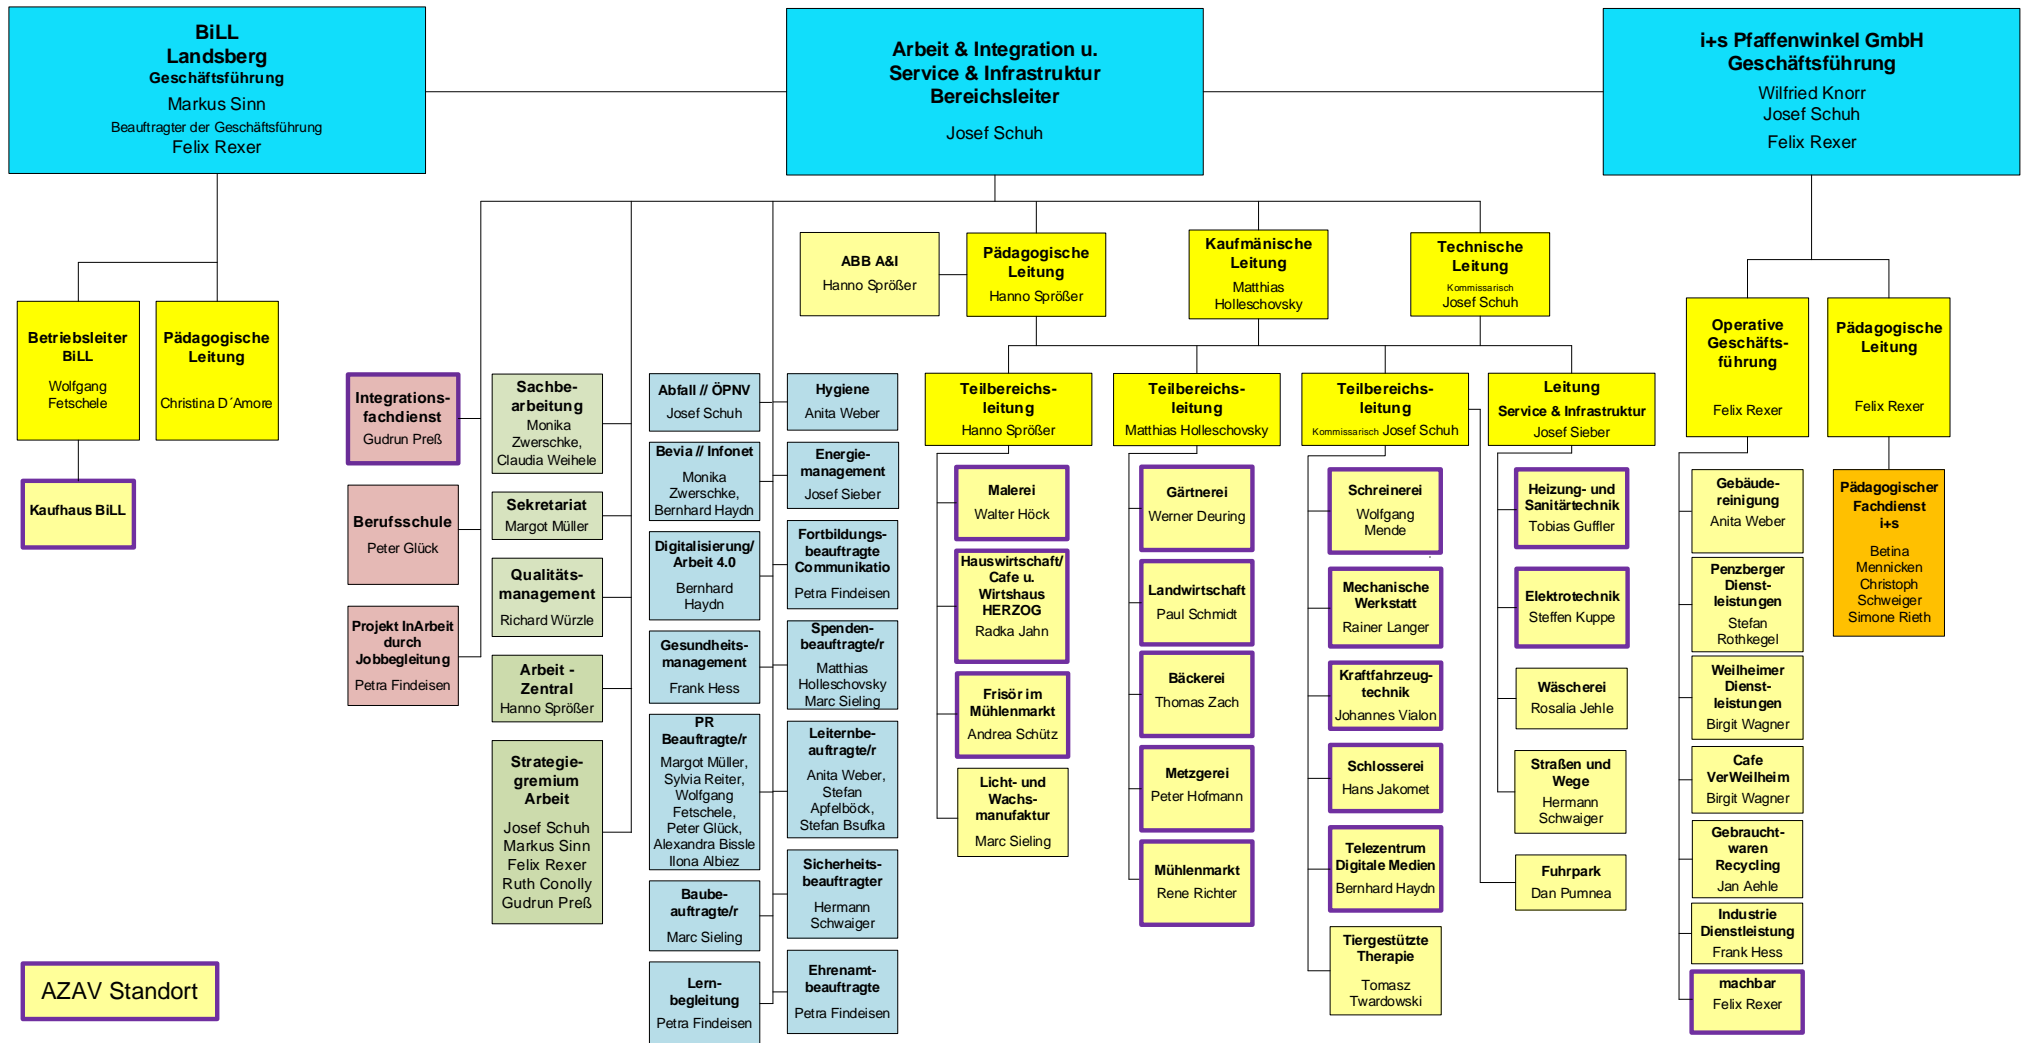 BiLL
Landsberg
Geschäftsführung
Markus Sinn
Beauftragter der Geschäftsführung
Felix Rexer
Arbeit & Integration u.
Service & Infrastruktur
Bereichsleiter
Josef Schuh
i+s Pfaffenwinkel GmbH
Geschäftsführung
Wilfried Knorr
Josef Schuh
Felix Rexer
ABB A&I
Hanno Sprößer
Pädagogische
Leitung
Hanno Sprößer
Kaufmänische
Leitung
Matthias
Holleschovsky
Technische
Leitung
Kommissarisch
Josef Schuh
Betriebsleiter
BiLL
Wolfgang
Fetschele
Pädagogische
Leitung
Christina D´Amore
Kaufhaus BiLL
Operative
Geschäfts-
führung
Felix Rexer
Pädagogische
Leitung
Felix Rexer
Integrations-
fachdienst
Gudrun Preß
Berufsschule
Peter Glück
Projekt InArbeit
durch
Jobbegleitung
Petra Findeisen
Sachbe-
arbeitung
Monika
Zwerschke,
Claudia Weihele
Sekretariat
Margot Müller
Qualitäts-
management
Richard Würzle
Arbeit -
Zentral
Hanno Sprößer
Strategie-
gremium
Arbeit
Josef Schuh
Markus Sinn
Felix Rexer
Ruth Conolly
Gudrun Preß
Abfall // ÖPNV
Josef Schuh
Bevia // Infonet
Monika
Zwerschke,
Bernhard Haydn
Digitalisierung/
Arbeit 4.0
Bernhard
Haydn
Gesundheits-
management
Frank Hess
PR
Beauftragte/r
Margot Müller,
Sylvia Reiter,
Wolfgang
Fetschele,
Peter Glück,
Alexandra Bissle
Ilona Albiez
Baube-
auftragte/r
Marc Sieling
Lern-
begleitung
Petra Findeisen
Hygiene
Anita Weber
Energie-
management
Josef Sieber
Fortbildungs-
beauftragte
Communikatio
Petra Findeisen
Spenden-
beauftragte/r
Matthias
Holleschovsky
Marc Sieling
Leiternbe-
auftragte/r
Anita Weber,
Stefan
Apfelböck,
Stefan Bsufka
Sicherheits-
beauftragter
Hermann
Schwaiger
Ehrenamt-
beauftragte
Petra Findeisen
Teilbereichs-
leitung
Hanno Sprößer
Malerei
Walter Höck
Hauswirtschaft/
Cafe u.
Wirtshaus
HERZOG
Radka Jahn
Frisör im
Mühlenmarkt
Andrea Schütz
Licht- und
Wachs-
manufaktur
Marc Sieling
Teilbereichs-
leitung
Matthias Holleschovsky
Gärtnerei
Werner Deuring
Landwirtschaft
Paul Schmidt
Bäckerei
Thomas Zach
Metzgerei
Peter Hofmann
Mühlenmarkt
Rene Richter
Teilbereichs-
leitung
Kommissarisch Josef Schuh
Schreinerei
Wolfgang
Mende
Mechanische
Werkstatt
Rainer Langer
Kraftfahrzeug-
technik
Johannes Vialon
Schlosserei
Hans Jakomet
Telezentrum
Digitale Medien
Bernhard Haydn
Tiergestützte
Therapie
Tomasz
Twardowski
Leitung
Service & Infrastruktur
Josef Sieber
Heizung- und
Sanitärtechnik
Tobias Guffler
Elektrotechnik
Steffen Kuppe
Wäscherei
Rosalia Jehle
Straßen und
Wege
Hermann
Schwaiger
Fuhrpark
Dan Pumnea
Gebäude-
reinigung
Anita Weber
Penzberger
Dienst-
leistungen
Stefan
Rothkegel
Weilheimer
Dienst-
leistungen
Birgit Wagner
Cafe
VerWeilheim
Birgit Wagner
Gebraucht-
waren
Recycling
Jan Aehle
Industrie
Dienstleistung
Frank Hess
machbar
Felix Rexer
Pädagogischer
Fachdienst
i+s
Betina
Mennicken
Christoph
Schweiger
Simone Rieth
AZAV Standort